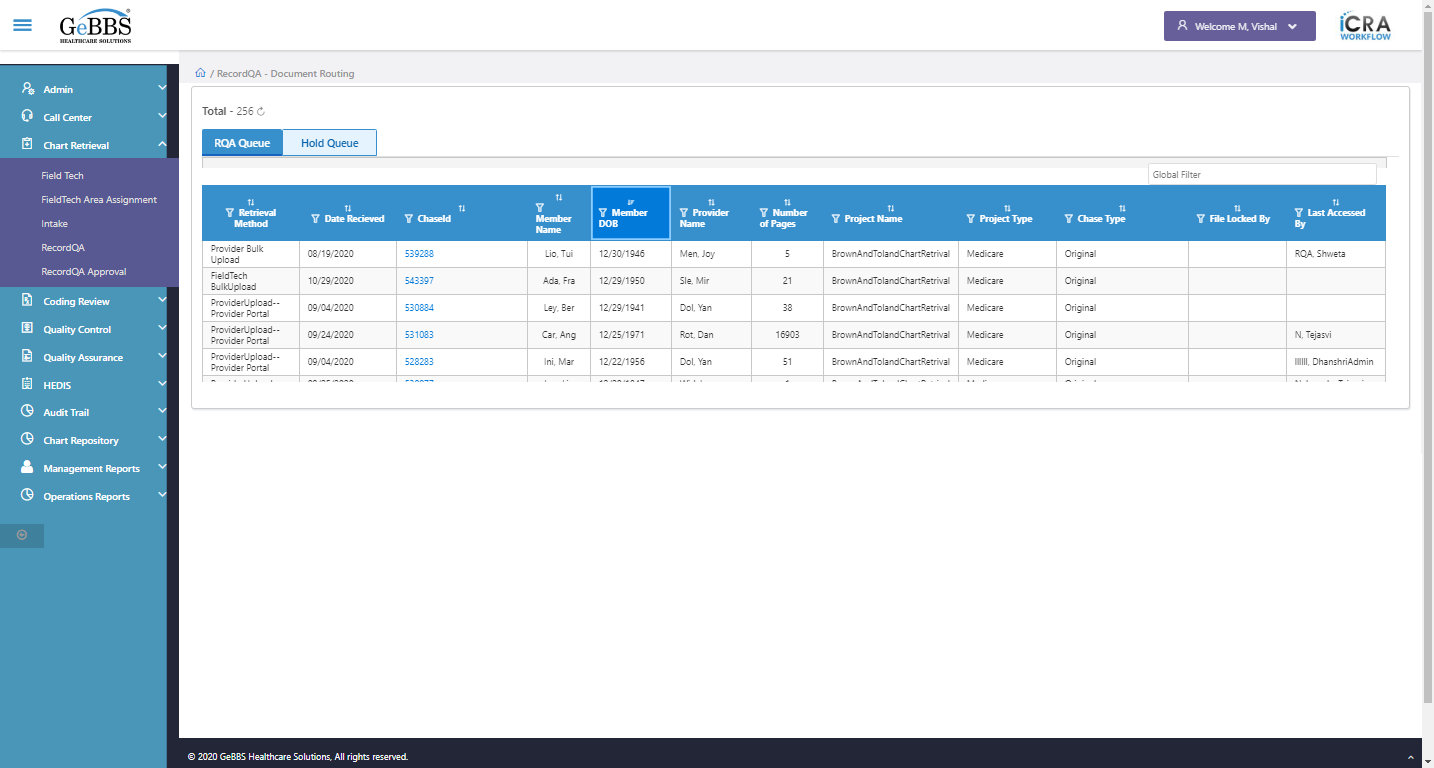 GeBBS
HEALTHCARE SOLUTIONS
Welcome M, Vishal
iCRA
WORKFLOW
Admin
Call Center
Chart Retrieval
Field Tech
FieldTech Area Assignment
Intake
RecordQA
RecordQA Approval
Coding Review
Quality Control
Quality Assurance
HEDIS
Audit Trail
Chart Repository
Management Reports
Operations Reports
/ RecordQA - Document Routing
Total - 256
RQA Queue Hold Queue
Global Filter
Retrieval Method Date Recieved ChaseId Member Name Member DOB Provider Name Number of Pages Project Name Project Type Chase Type File Locked By Last Accessed By
Provider Bulk Upload 08/19/2020 539288 Lio, Tui 12/30/1946 Men, Joy 5 BrownAndTolandChartRetrival Medicare Original RQA, Shweta
FieldTech BulkUpload 10/29/2020 543397 Ada, Fra 12/29/1950 Sle, Mir 21 BrownAndTolandChartRetrival Medicare Original
ProviderUpload--Provider Portal 09/04/2020 530884 Ley, Ber 12/29/1941 Dol, Yan 38 BrownAndTolandChartRetrival Medicare Original
ProviderUpload--Provider Portal 09/24/2020 531083 Car, Ang 12/25/1971 Rot, Dan 16903 BrownAndTolandChartRetrival Medicare Original N, Tejasvi
ProviderUpload--Provider Portal 09/04/2020 528283 Ini, Mar 12/22/1956 Dol, Yan 51 BrownAndTolandChartRetrival Medicare Original DhanshriAdmin
© 2020 GeBBS Healthcare Solutions, All rights reserved.